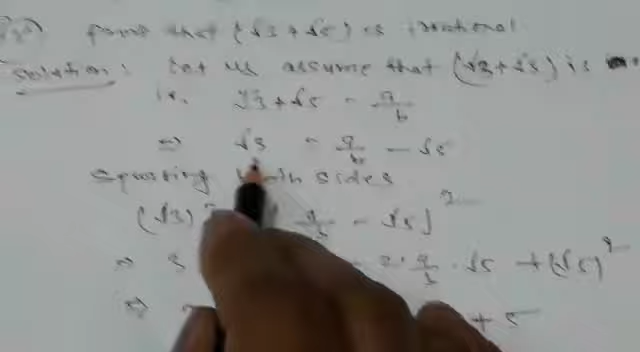 prove that (√3+√5) is irrational
Solution: Let us assume that (√3+√5) is
i.e. √3+√5 = a/b
⇒ √3 = a/b - √5
Squaring both sides
(√3)² a/b - √5]²
⇒ 3 - 2·a/b·√5 + (√5)²
⇒ + 5